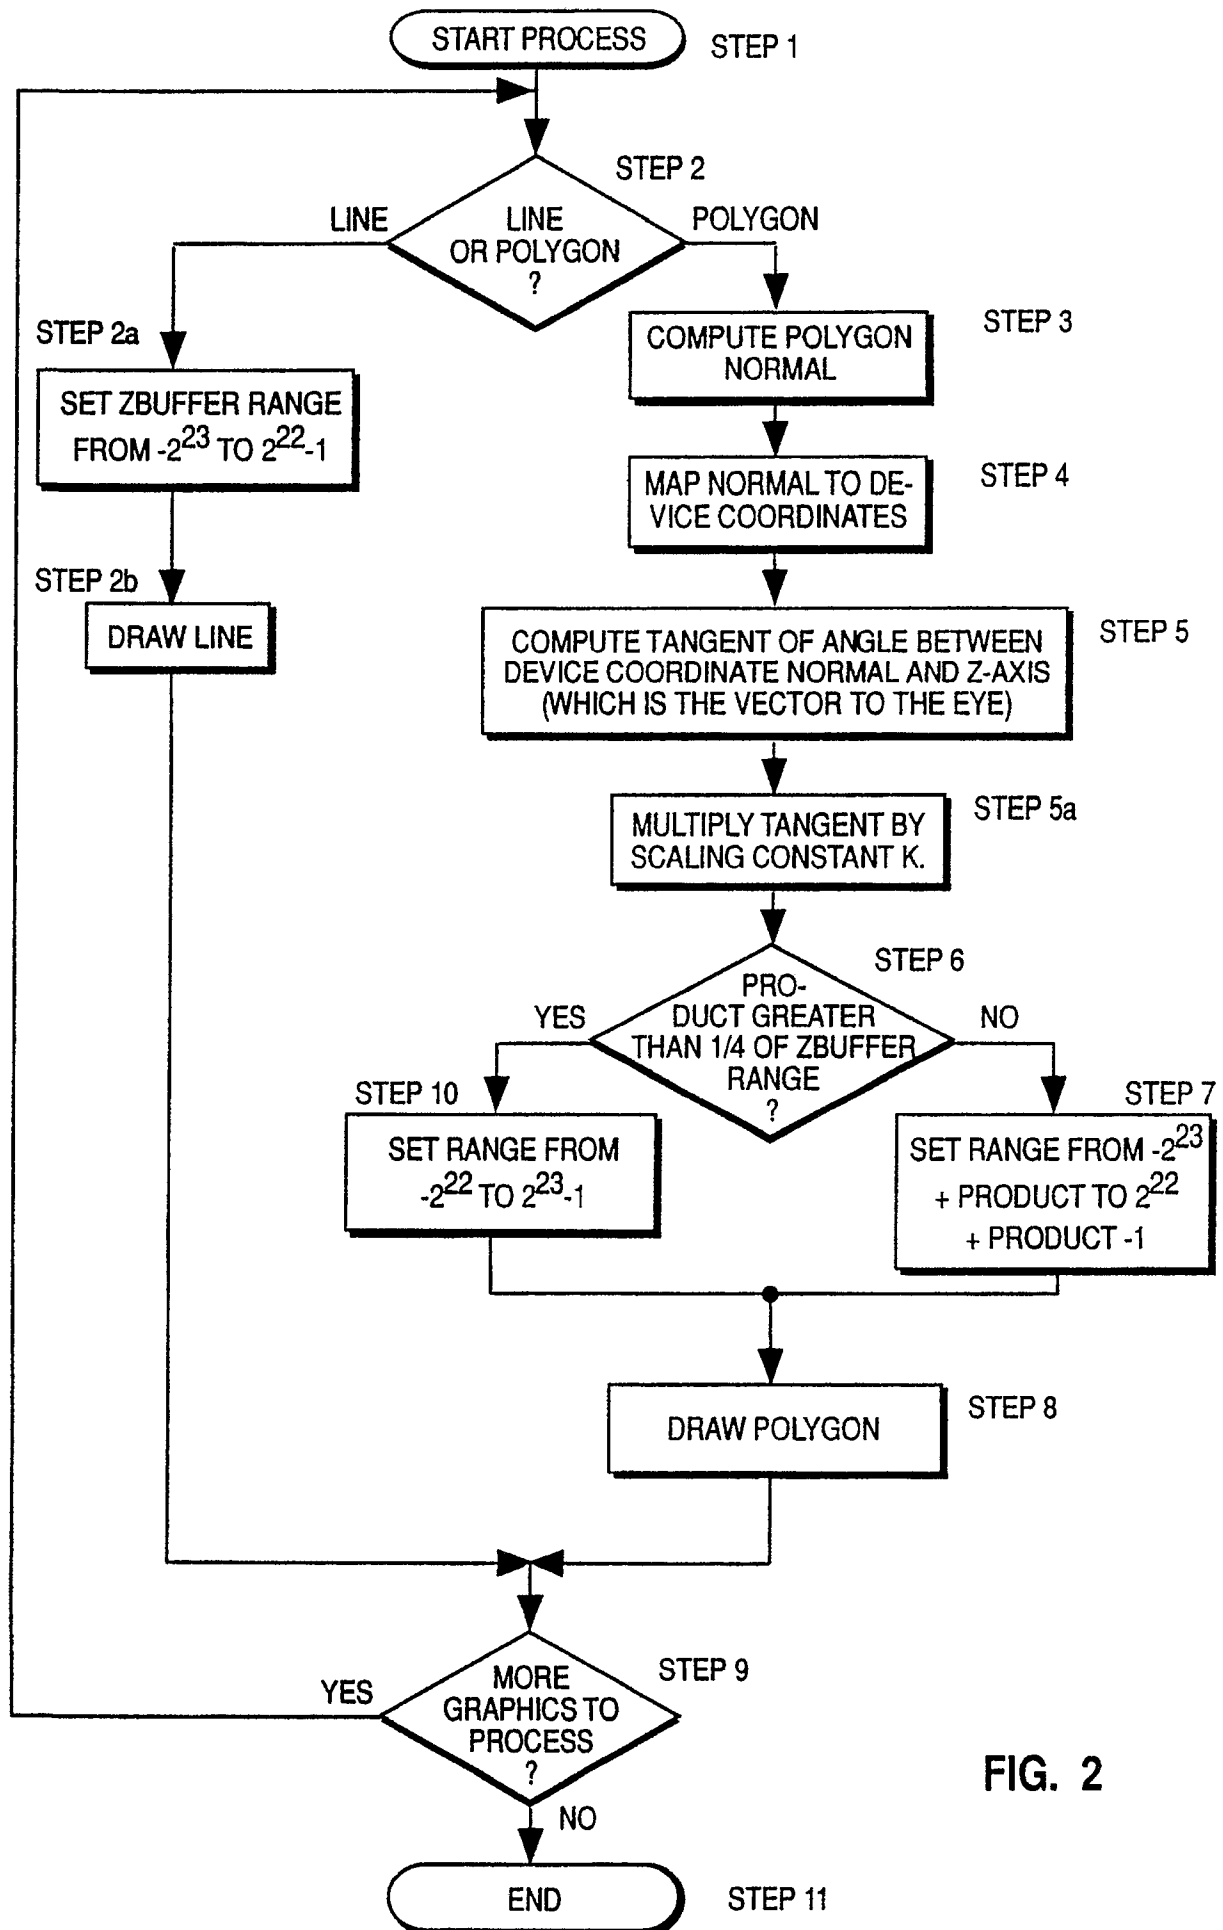 START PROCESS
STEP 1
STEP 2
LINE
LINE
OR POLYGON
?
POLYGON
STEP 2a
SET ZBUFFER RANGE
FROM -2^23 TO 2^22-1
STEP 2b
DRAW LINE
COMPUTE POLYGON
NORMAL
STEP 3
MAP NORMAL TO DE-
VICE COORDINATES
STEP 4
COMPUTE TANGENT OF ANGLE BETWEEN
DEVICE COORDINATE NORMAL AND Z-AXIS
(WHICH IS THE VECTOR TO THE EYE)
STEP 5
MULTIPLY TANGENT BY
SCALING CONSTANT K.
STEP 5a
STEP 6
PRO-
DUCT GREATER
THAN 1/4 OF ZBUFFER
RANGE
?
YES
NO
STEP 10
SET RANGE FROM
-2^22 TO 2^23-1
STEP 7
SET RANGE FROM -2^23
+ PRODUCT TO 2^22
+ PRODUCT -1
DRAW POLYGON
STEP 8
STEP 9
YES
MORE
GRAPHICS TO
PROCESS
?
NO
END
STEP 11
FIG. 2